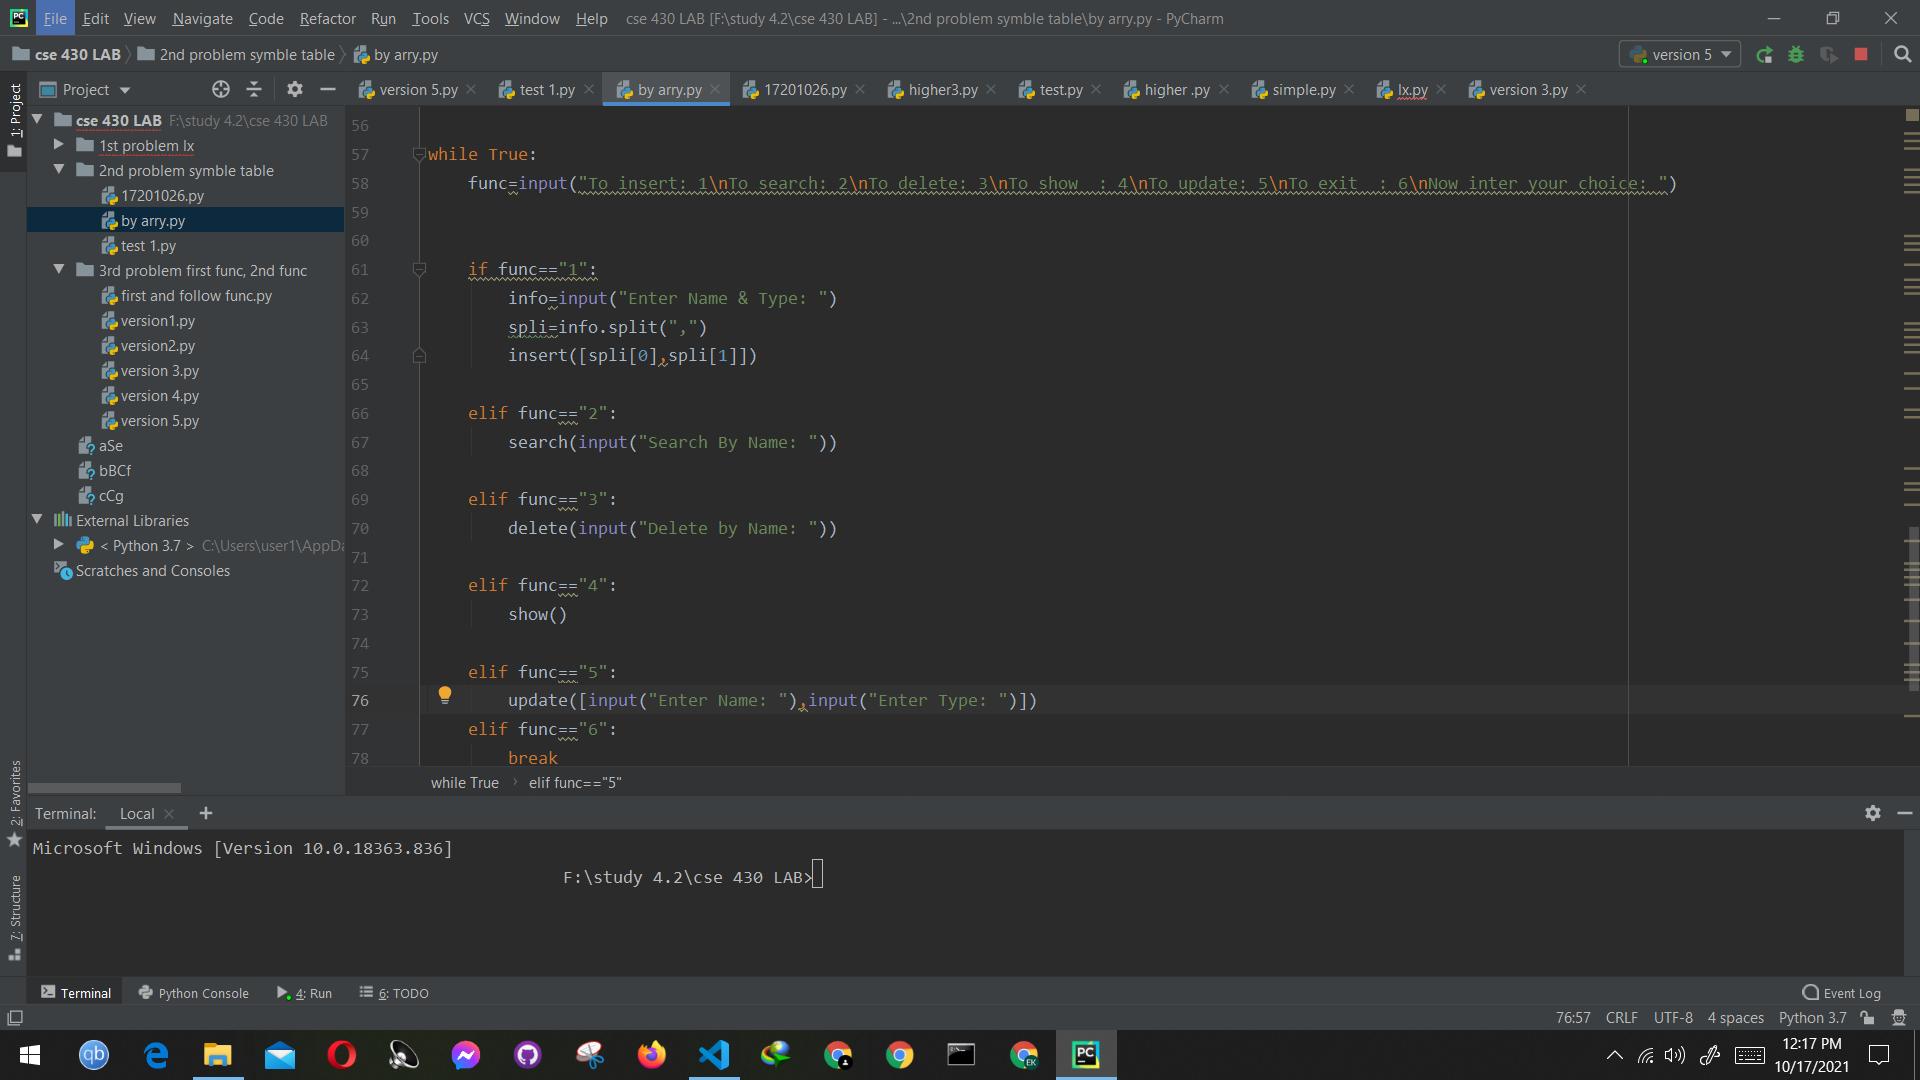 File Edit View Navigate Code Refactor Run Tools VCS Window Help cse 430 LAB [F:\study 4.2\cse 430 LAB] - ...\2nd problem symble table\by arry.py - PyCharm
cse 430 LAB 2nd problem symble table by arry.py version 5
1: Project
Project
version 5.py test 1.py by arry.py 17201026.py higher3.py test.py higher .py simple.py lx.py version 3.py
cse 430 LAB F:\study 4.2\cse 430 LAB
1st problem lx
2nd problem symble table
17201026.py
by arry.py
test 1.py
3rd problem first func, 2nd func
first and follow func.py
version1.py
version2.py
version 3.py
version 4.py
version 5.py
aSe
bBCf
cCg
External Libraries
< Python 3.7 > C:\Users\user1\AppDa
Scratches and Consoles
56
57 while True:
58 func=input("To insert: 1\nTo search: 2\nTo delete: 3\nTo show  : 4\nTo update: 5\nTo exit  : 6\nNow inter your choice: ")
59
60
61 if func=="1":
62 info=input("Enter Name & Type: ")
63 spli=info.split(",")
64 insert([spli[0],spli[1]])
65
66 elif func=="2":
67 search(input("Search By Name: "))
68
69 elif func=="3":
70 delete(input("Delete by Name: "))
71
72 elif func=="4":
73 show()
74
75 elif func=="5":
76 update([input("Enter Name: "),input("Enter Type: ")])
77 elif func=="6":
78 break
while True elif func=="5"
2: Favorites
7: Structure
Terminal: Local
Microsoft Windows [Version 10.0.18363.836]
F:\study 4.2\cse 430 LAB>
Terminal Python Console 4: Run 6: TODO Event Log
76:57 CRLF UTF-8 4 spaces Python 3.7
qb
EK
PC
12:17 PM
10/17/2021